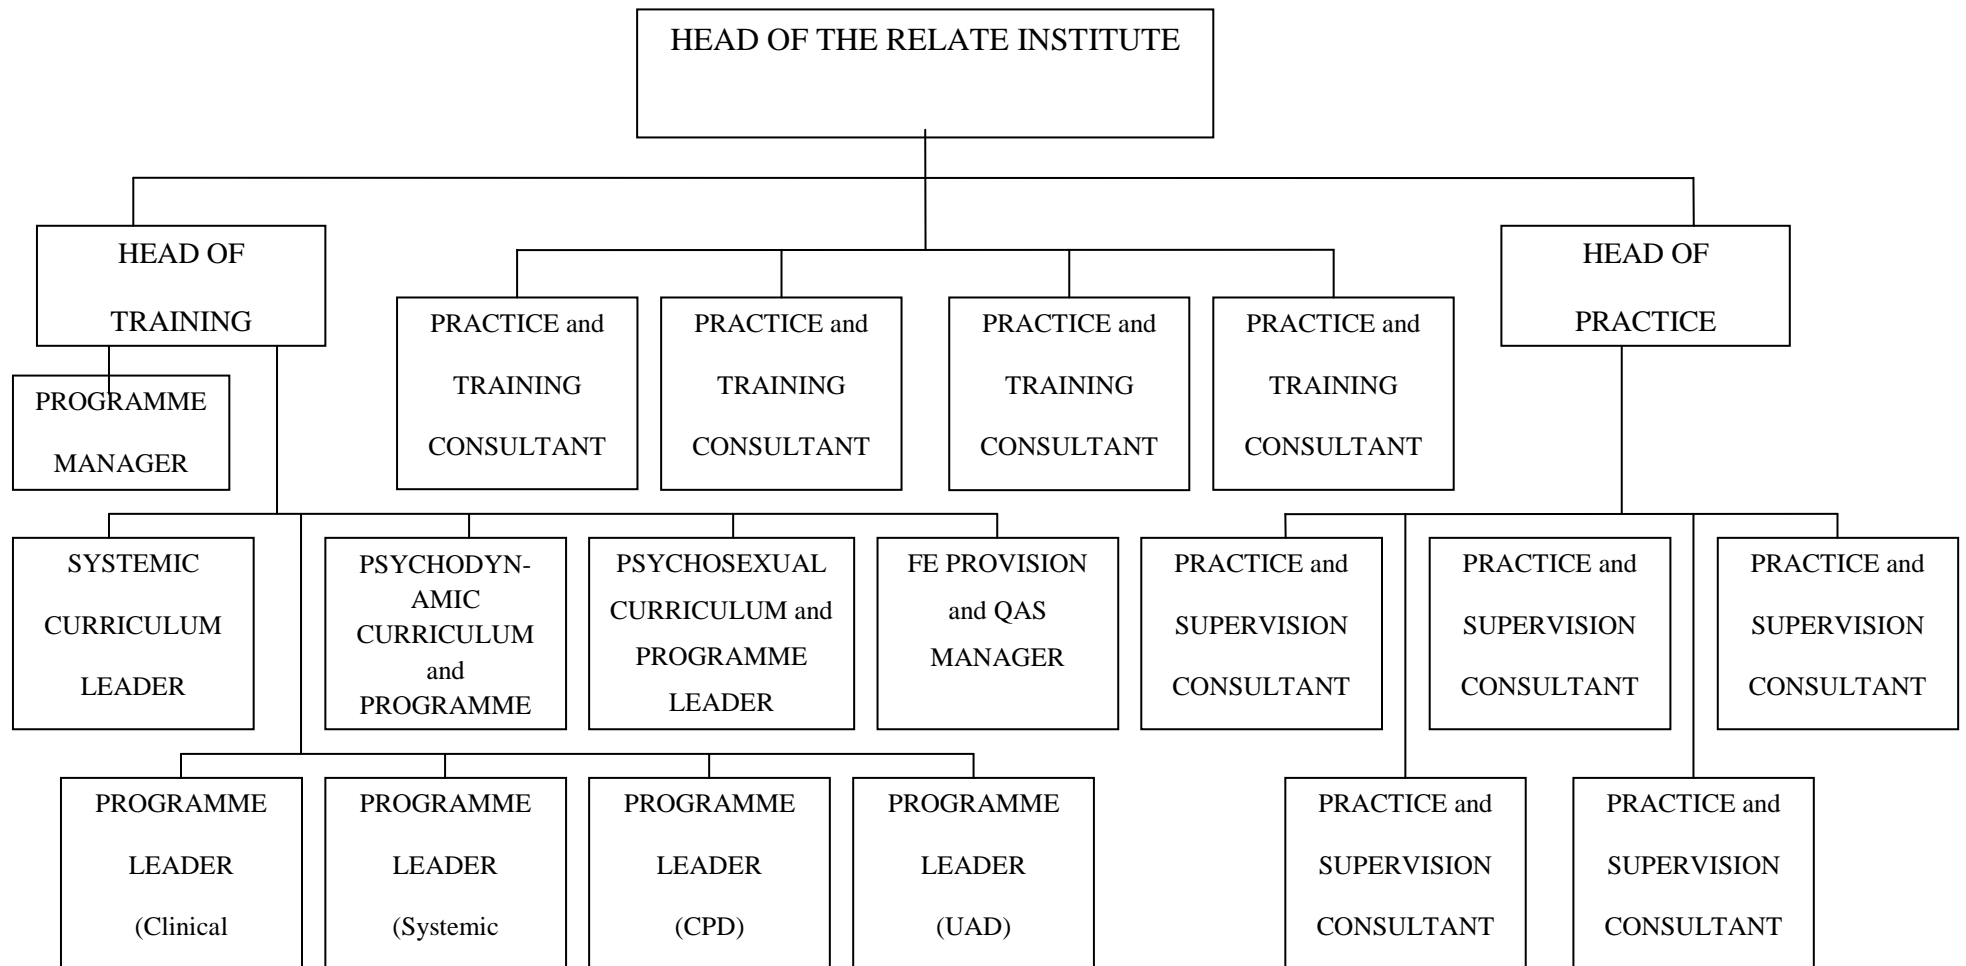 HEAD OF THE RELATE INSTITUTE
HEAD OF
TRAINING
HEAD OF
PRACTICE
PRACTICE and
TRAINING
CONSULTANT
PRACTICE and
TRAINING
CONSULTANT
PRACTICE and
TRAINING
CONSULTANT
PRACTICE and
TRAINING
CONSULTANT
PROGRAMME
MANAGER
SYSTEMIC
CURRICULUM
LEADER
PSYCHODYN-
AMIC
CURRICULUM
and
PROGRAMME
PSYCHOSEXUAL
CURRICULUM and
PROGRAMME
LEADER
FE PROVISION
and QAS
MANAGER
PRACTICE and
SUPERVISION
CONSULTANT
PRACTICE and
SUPERVISION
CONSULTANT
PRACTICE and
SUPERVISION
CONSULTANT
PROGRAMME
LEADER
(Clinical
PROGRAMME
LEADER
(Systemic
PROGRAMME
LEADER
(CPD)
PROGRAMME
LEADER
(UAD)
PRACTICE and
SUPERVISION
CONSULTANT
PRACTICE and
SUPERVISION
CONSULTANT